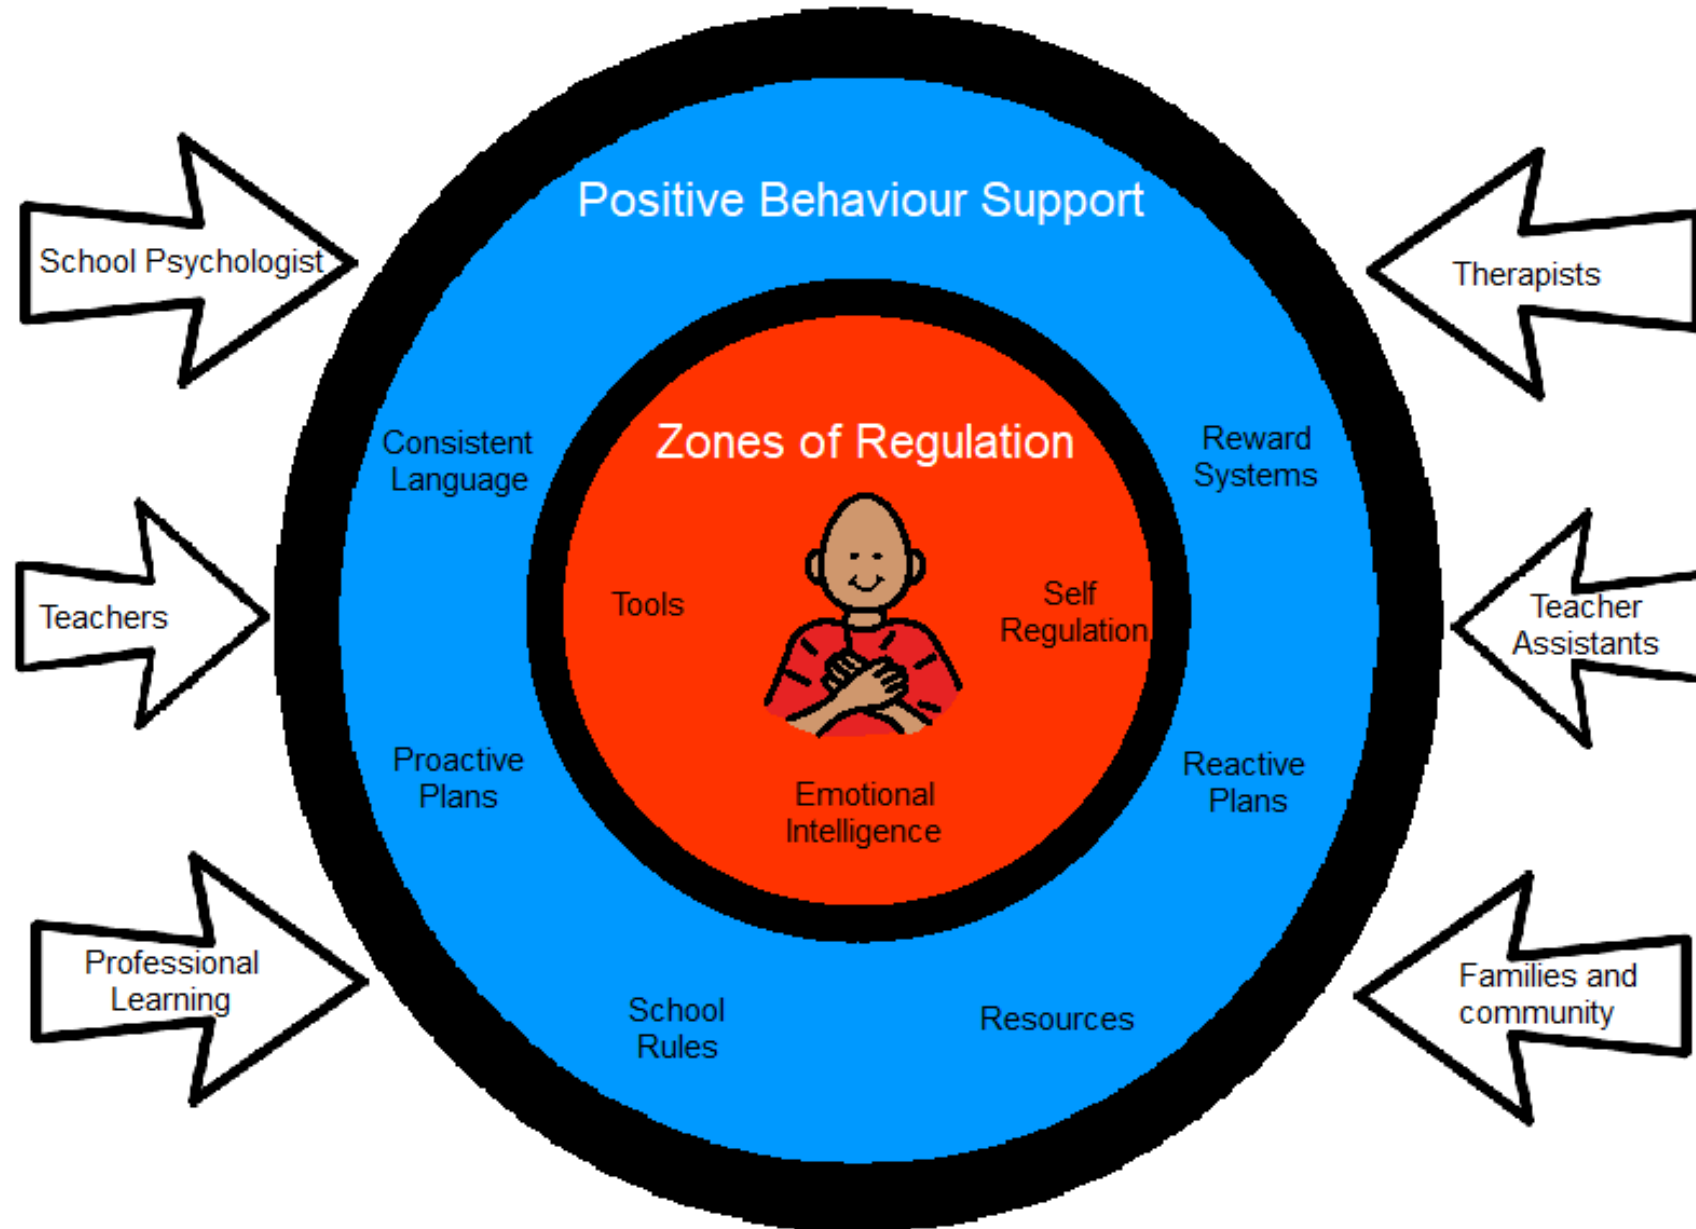 Positive Behaviour Support
School Psychologist
Therapists
Consistent
Language
Zones of Regulation
Reward
Systems
Tools
Self
Regulation
Teachers
Teacher
Assistants
Proactive
Plans
Emotional
Intelligence
Reactive
Plans
Professional
Learning
School
Rules
Resources
Families and
community